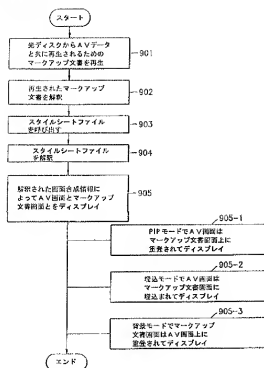 スタート
光ディスクからAVデータ
と共に再生されるための
マークアップ文書を再生
901
再生されたマークアップ
文書を解釈
902
スタイルシートファイル
を呼び出す
903
スタイルシートファイル
を解釈
904
解釈された画面合成情報に
よってAV画面とマークアップ
文書画面とをディスプレイ
905
905-1
PIPモードでAV画面は
マークアップ文書画面上に
重畳されてディスプレイ
905-2
埋込モードでAV画面は
マークアップ文書画面に
埋込まれてディスプレイ
905-3
背景モードでマークアップ
文書画面はAV画面上に
重畳されてディスプレイ
エンド